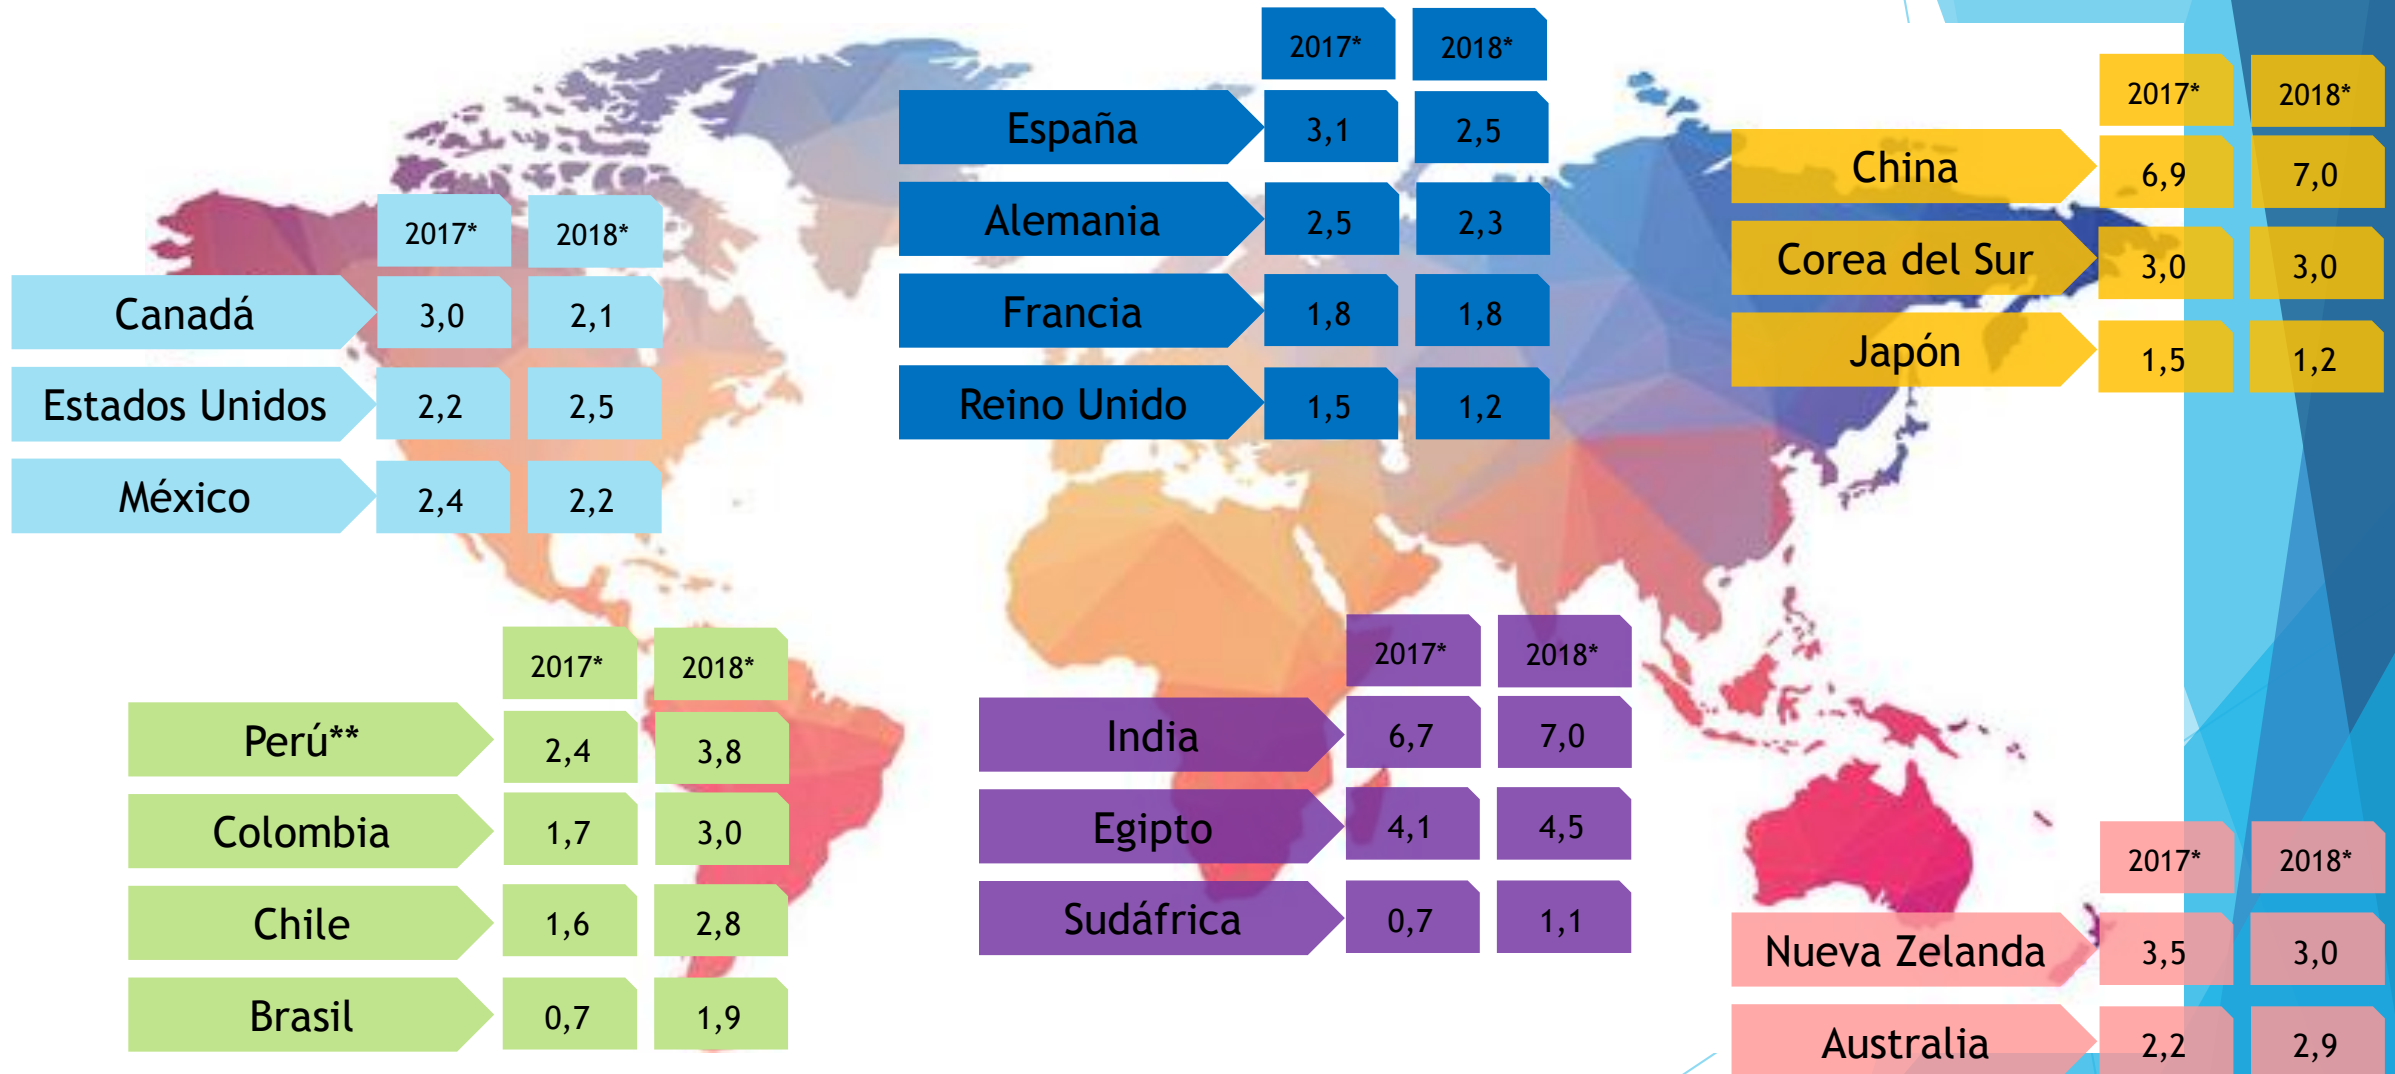 2017* 2018*
España 3,1 2,5
Alemania 2,5 2,3
Francia 1,8 1,8
Reino Unido 1,5 1,2
2017* 2018*
China 6,9 7,0
Corea del Sur 3,0 3,0
Japón 1,5 1,2
2017* 2018*
Canadá 3,0 2,1
Estados Unidos 2,2 2,5
México 2,4 2,2
2017* 2018*
Perú** 2,4 3,8
Colombia 1,7 3,0
Chile 1,6 2,8
Brasil 0,7 1,9
2017* 2018*
India 6,7 7,0
Egipto 4,1 4,5
Sudáfrica 0,7 1,1
2017* 2018*
Nueva Zelanda 3,5 3,0
Australia 2,2 2,9